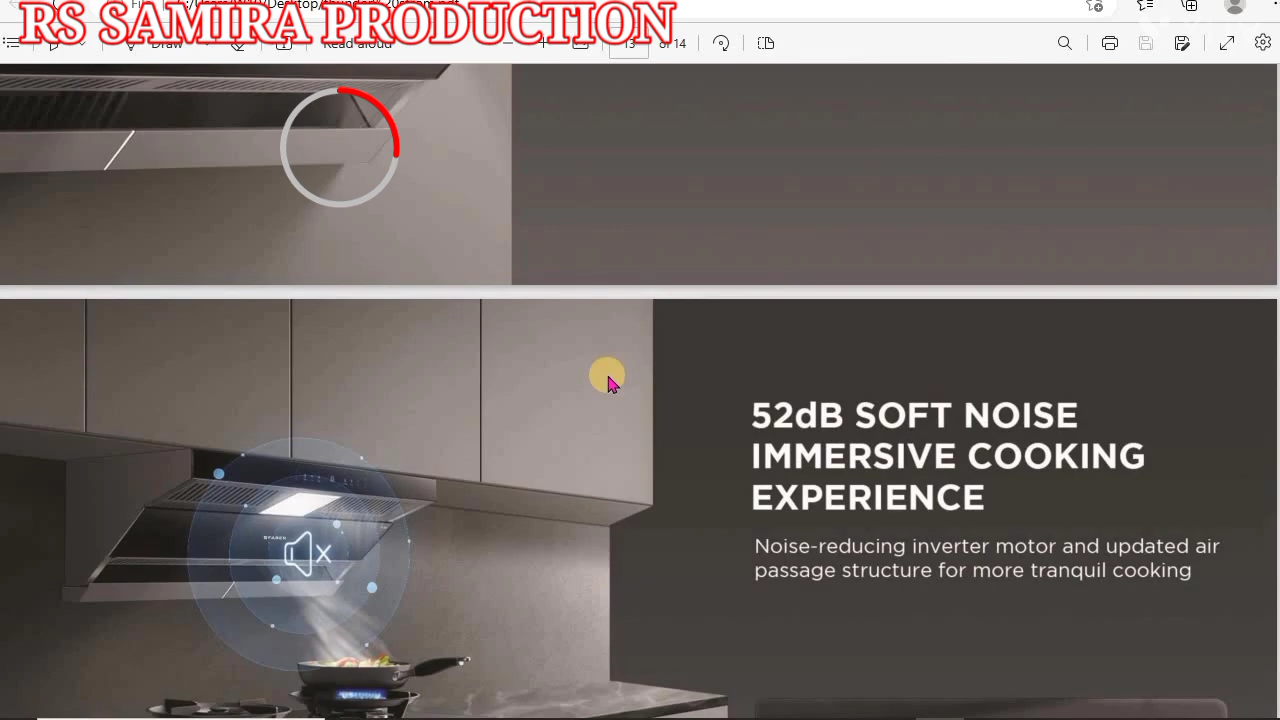 RS SAMIRA PRODUCTION
File
Draw
Read aloud
13
of 14
52dB SOFT NOISE
IMMERSIVE COOKING
EXPERIENCE
Noise-reducing inverter motor and updated air
passage structure for more tranquil cooking